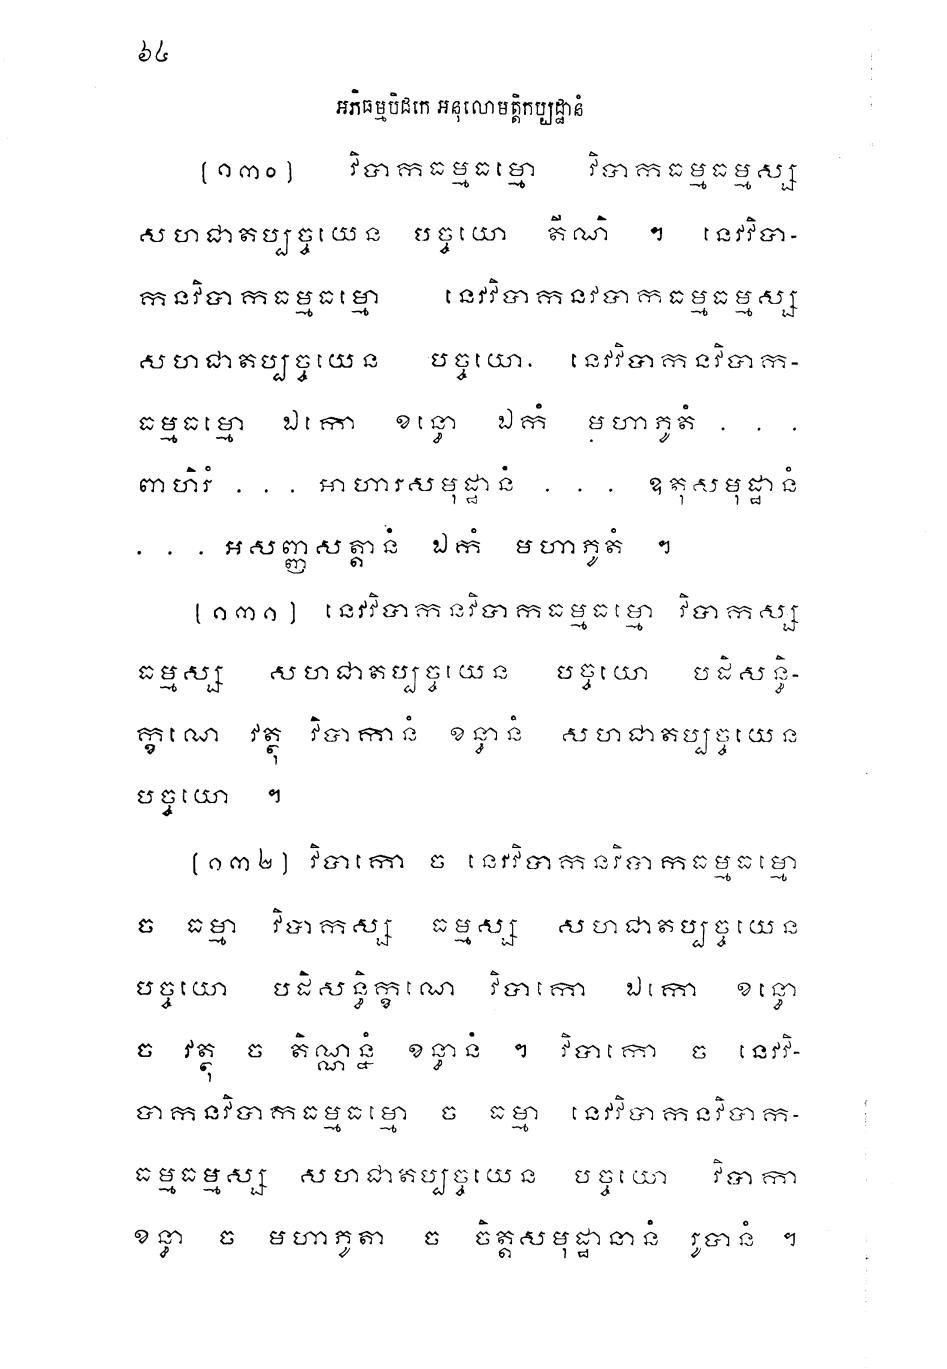 ៦៤
អភិធម្មបិដកេ អនុលោមត្តិកប្បដ្ឋានំ
(១៣០) វិបាកធម្មធម្មោ វិបាកធម្មធម្មស្ស
សហជាតប្បច្ចយេន បច្ចយោ តីណិ ។ នេវវិបា-
កនវិបាកធម្មធម្មោ នេវវិបាកនវបាកធម្មធម្មស្ស
សហជាតប្បច្ចយេន បច្ចយោ. នេវវិបាកនវិបាក-
ធម្មធម្មោ ឯកោ ខន្ធោ ឯកំ មហាភូតំ . . .
ពាហិរំ . . . អាហារសមុដ្ឋានំ . . . ឧតុសមុដ្ឋានំ
. . . អសញ្ញសត្តានំ ឯកំ មហាភូតំ ។
(១៣១) នេវវិបាកនវិបាកធម្មធម្មោ វិបាកស្ស
ធម្មស្ស សហជាតប្បច្ចយេន បច្ចយោ បដិសន្ធិ-
ក្ខណេ វត្ថុ វិបាកានំ ខន្ធានំ សហជាតប្បច្ចយេន
បច្ចយោ ។
(១៣២) វិបាកោ ច នេវវិបាកនវិបាកធម្មធម្មោ
ច ធម្មា វិបាកស្ស ធម្មស្ស សហជាតប្បច្ចយេន
បច្ចយោ បដិសន្ធិក្ខណេ វិបាកោ ឯកោ ខន្ធោ
ច វត្ថុ ច តិណ្ណន្នំ ខន្ធានំ ។ វិបាកោ ច នេវវិ-
បាកនវិបាកធម្មធម្មោ ច ធម្មា នេវវិបាកនវិបាក-
ធម្មធម្មស្ស សហជាតប្បច្ចយេន បច្ចយោ វិបាកា
ខន្ធា ច មហាភូតា ច ចិត្តសមុដ្ឋានានំ រូបានំ ។